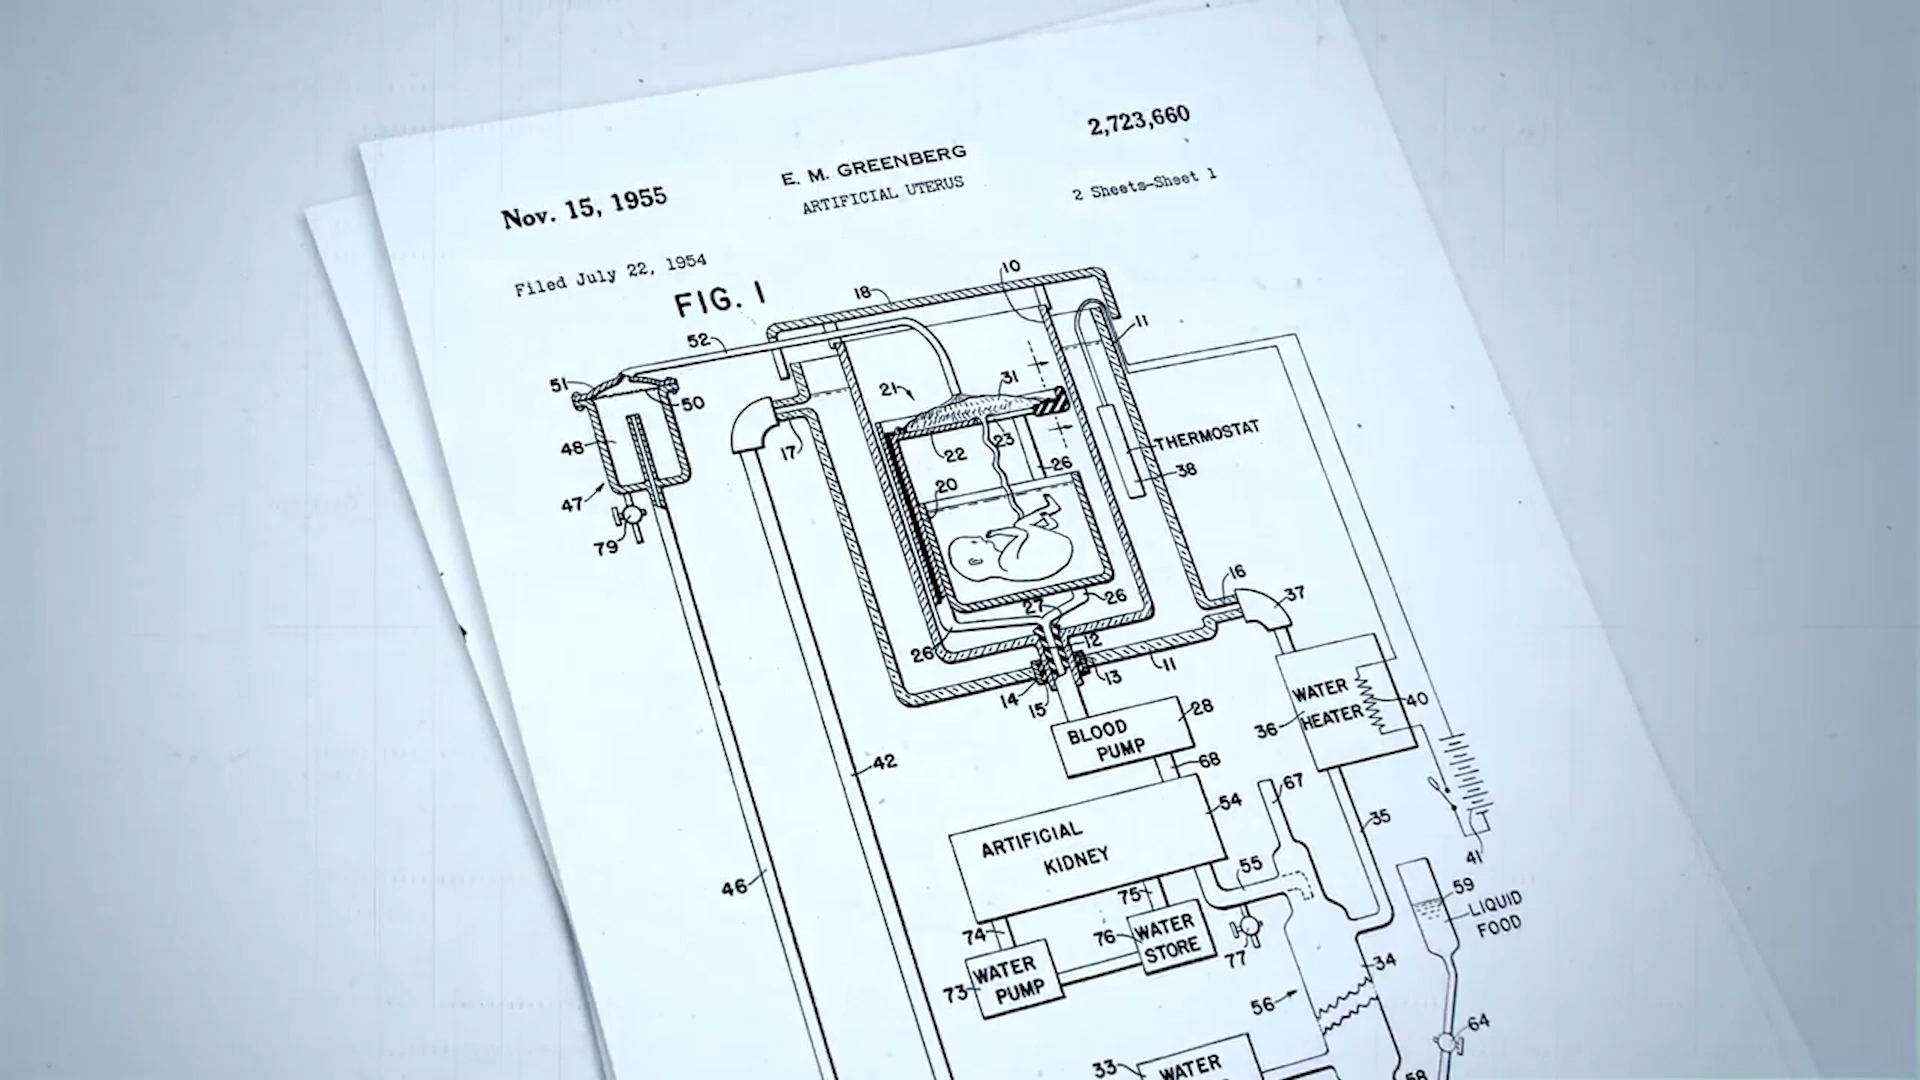 2,723,660
E. M. GREENBERG
ARTIFICIAL UTERUS
Nov. 15, 1955
2 Sheets-Sheet 1
Filed July 22, 1954
FIG. 1
10
18
11
52
51
50
21
31
THERMOSTAT
48
17
22
23
26
38
20
47
79
16
37
27
26
26
12
11
13
14
15
WATER
HEATER
40
36
28
BLOOD
PUMP
42
68
67
54
35
ARTIFICIAL
KIDNEY
41
46
55
59
LIQUID
FOOD
75
74
76
WATER
STORE
77
34
73
WATER
PUMP
56
64
33
WATER
58